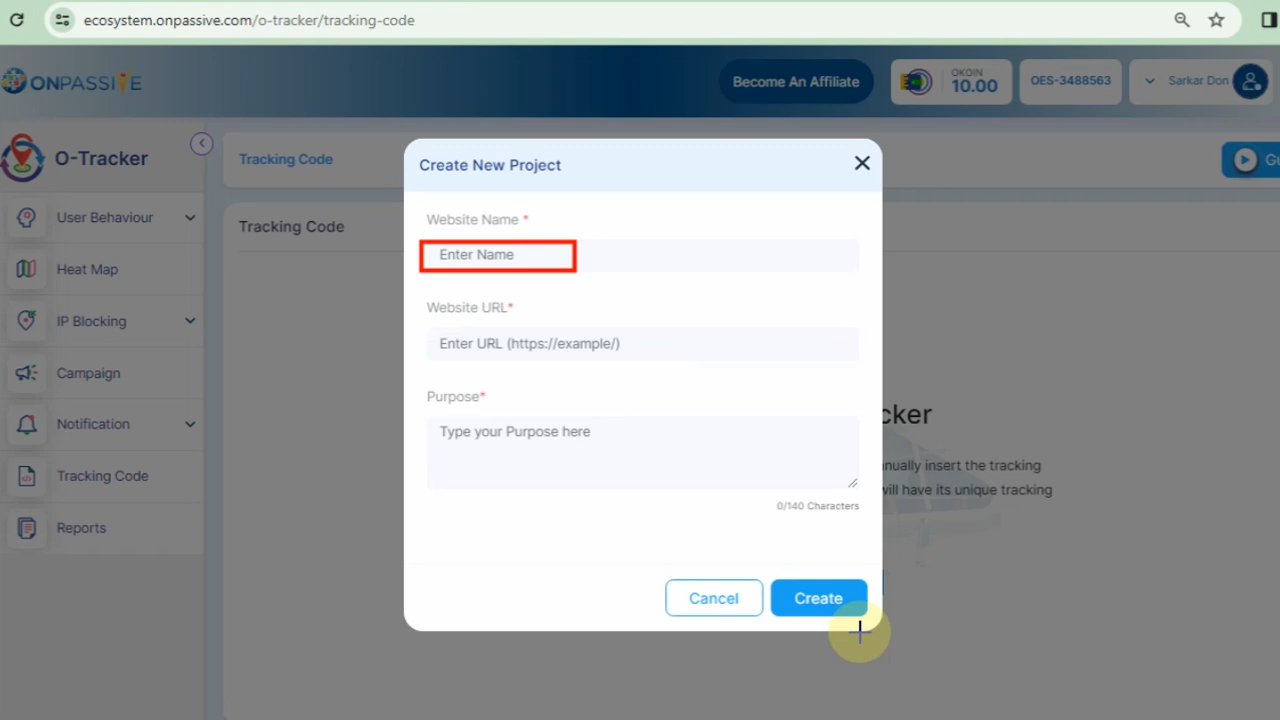 ecosystem.onpassive.com/o-tracker/tracking-code
ONPASSIVE
Become An Affiliate
OKOIN
10.00
OES-3488563
Sarkar Don
O-Tracker
Tracking Code
Create New Project
User Behaviour
Heat Map
IP Blocking
Campaign
Notification
Tracking Code
Reports
Tracking Code
Website Name *
Enter Name
Website URL*
Enter URL (https://example/)
Purpose*
Type your Purpose here
0/140 Characters
Cancel
Create
the tracking
will have its unique tracking